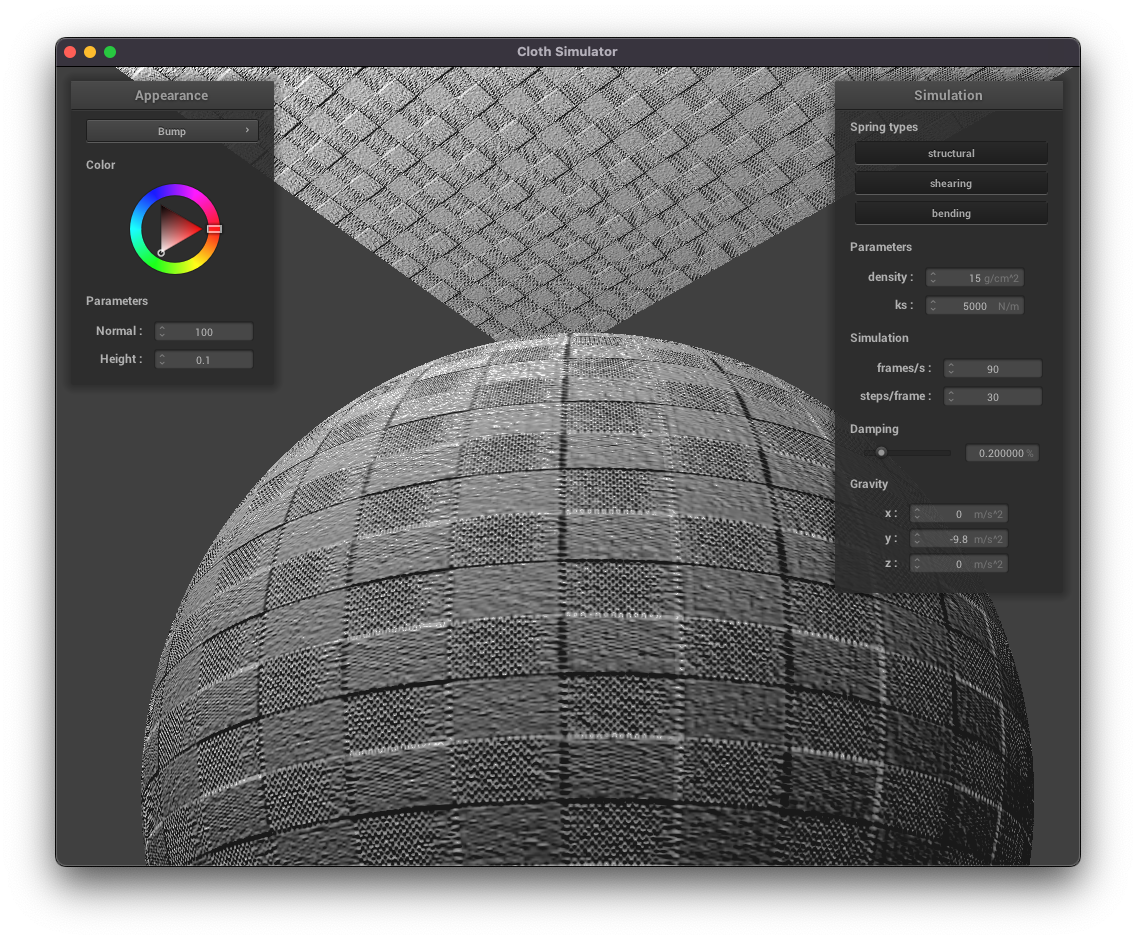 Cloth Simulator
Appearance
Bump ›
Color
Parameters
Normal : 100
Height : 0.1
Simulation
Spring types
structural
shearing
bending
Parameters
density : 15 g/cm^2
ks : 5000 N/m
Simulation
frames/s : 90
steps/frame : 30
Damping
0.200000 %
Gravity
x : 0 m/s^2
y : -9.8 m/s^2
z : 0 m/s^2